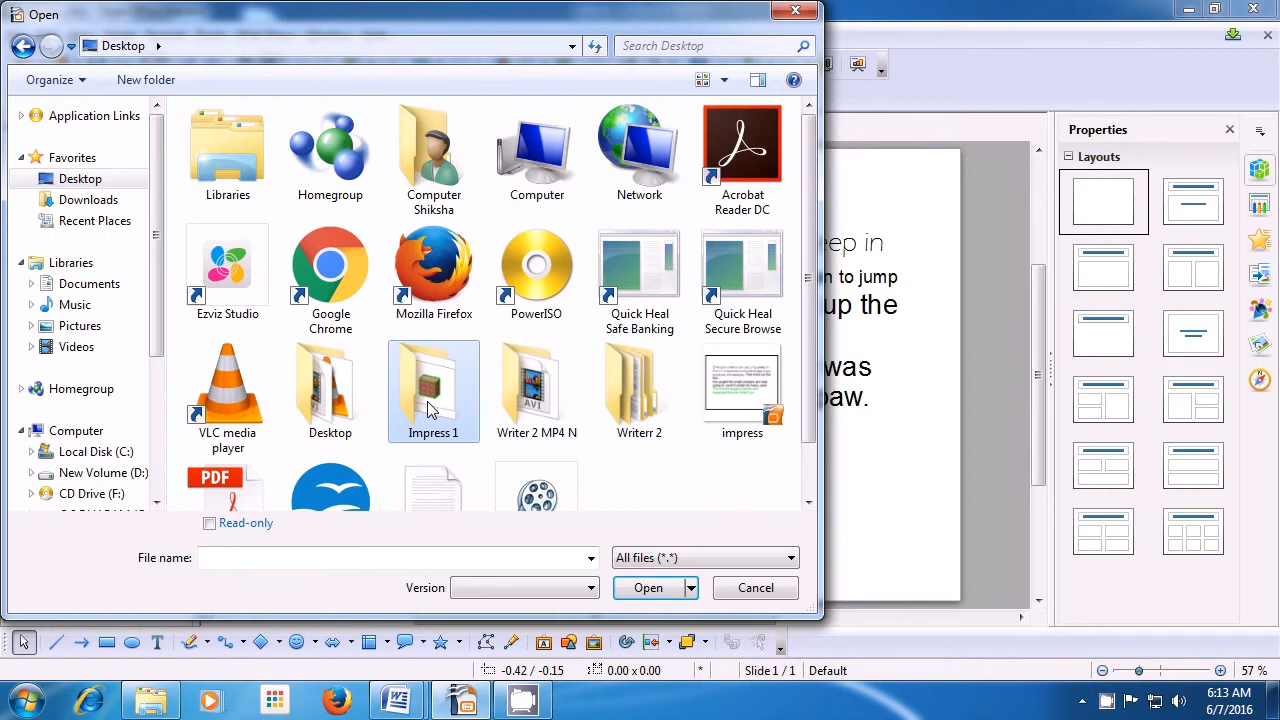 Open
Desktop
Search Desktop
Organize
New folder
Application Links
Favorites
Desktop
Downloads
Recent Places
Libraries
Documents
Music
Pictures
Videos
Homegroup
Computer
Local Disk (C:)
New Volume (D:)
CD Drive (F:)
Libraries
Homegroup
Computer
Shiksha
Computer
Network
Acrobat
Reader DC
Ezviz Studio
Google
Chrome
Mozilla Firefox
PowerISO
Quick Heal
Safe Banking
Quick Heal
Secure Browse
VLC media
player
Desktop
Impress 1
AVI
Writer 2 MP4 N
Writerr 2
impress
PDF
Read-only
File name:
All files (*.*)
Version
Open
Cancel
eep in
n to jump
up the
was
paw.
Properties
Layouts
-0.42 / -0.15
0.00 x 0.00
*
Slide 1 / 1
Default
57 %
6:13 AM
6/7/2016